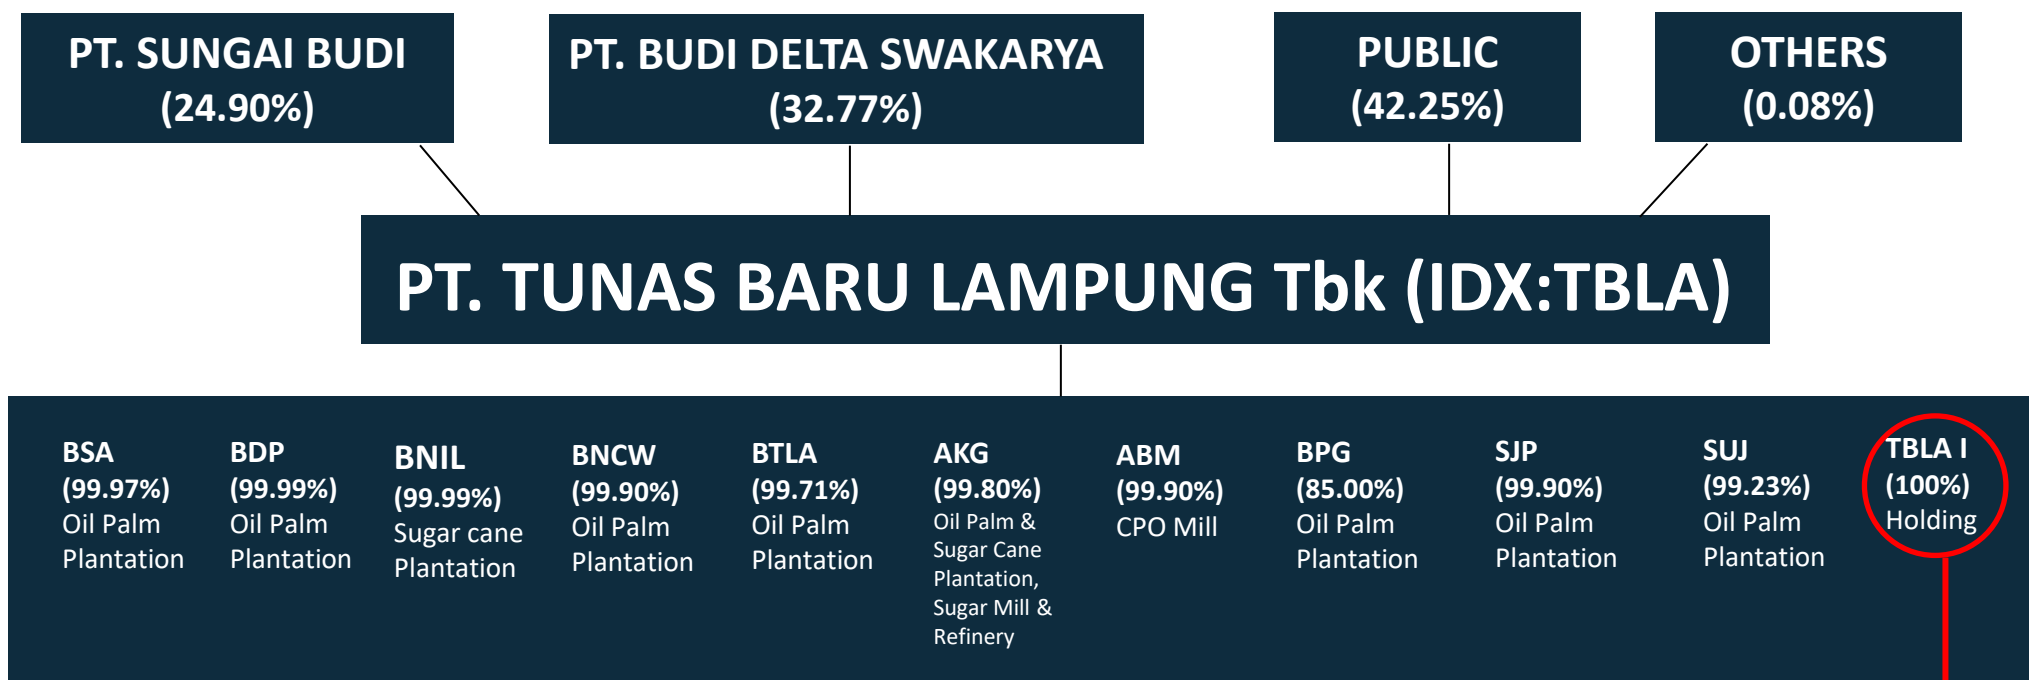 PT. SUNGAI BUDI
(24.90%)
PT. BUDI DELTA SWAKARYA
(32.77%)
PUBLIC
(42.25%)
OTHERS
(0.08%)
PT. TUNAS BARU LAMPUNG Tbk (IDX:TBLA)
BSA
(99.97%)
Oil Palm
Plantation
BDP
(99.99%)
Oil Palm
Plantation
BNIL
(99.99%)
Sugar cane
Plantation
BNCW
(99.90%)
Oil Palm
Plantation
BTLA
(99.71%)
Oil Palm
Plantation
AKG
(99.80%)
Oil Palm &
Sugar Cane
Plantation,
Sugar Mill &
Refinery
ABM
(99.90%)
CPO Mill
BPG
(85.00%)
Oil Palm
Plantation
SJP
(99.90%)
Oil Palm
Plantation
SUJ
(99.23%)
Oil Palm
Plantation
TBLA I
(100%)
Holding